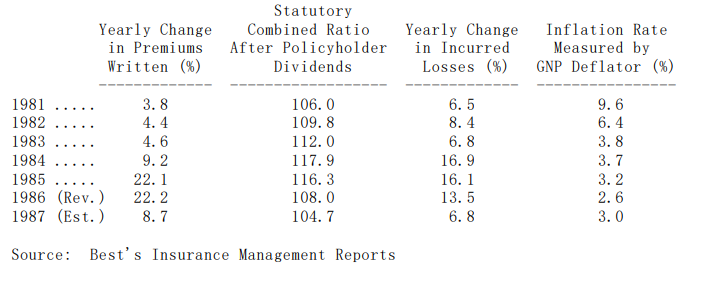 Statutory
Yearly Change Combined Ratio Yearly Change Inflation Rate
in Premiums After Policyholder in Incurred Measured by
Written (%) Dividends Losses (%) GNP Deflator (%)
------------- ------------------ ------------- ----------------
1981 ..... 3.8 106.0 6.5 9.6
1982 ..... 4.4 109.8 8.4 6.4
1983 ..... 4.6 112.0 6.8 3.8
1984 ..... 9.2 117.9 16.9 3.7
1985 ..... 22.1 116.3 16.1 3.2
1986 (Rev.) 22.2 108.0 13.5 2.6
1987 (Est.) 8.7 104.7 6.8 3.0
Source: Best's Insurance Management Reports